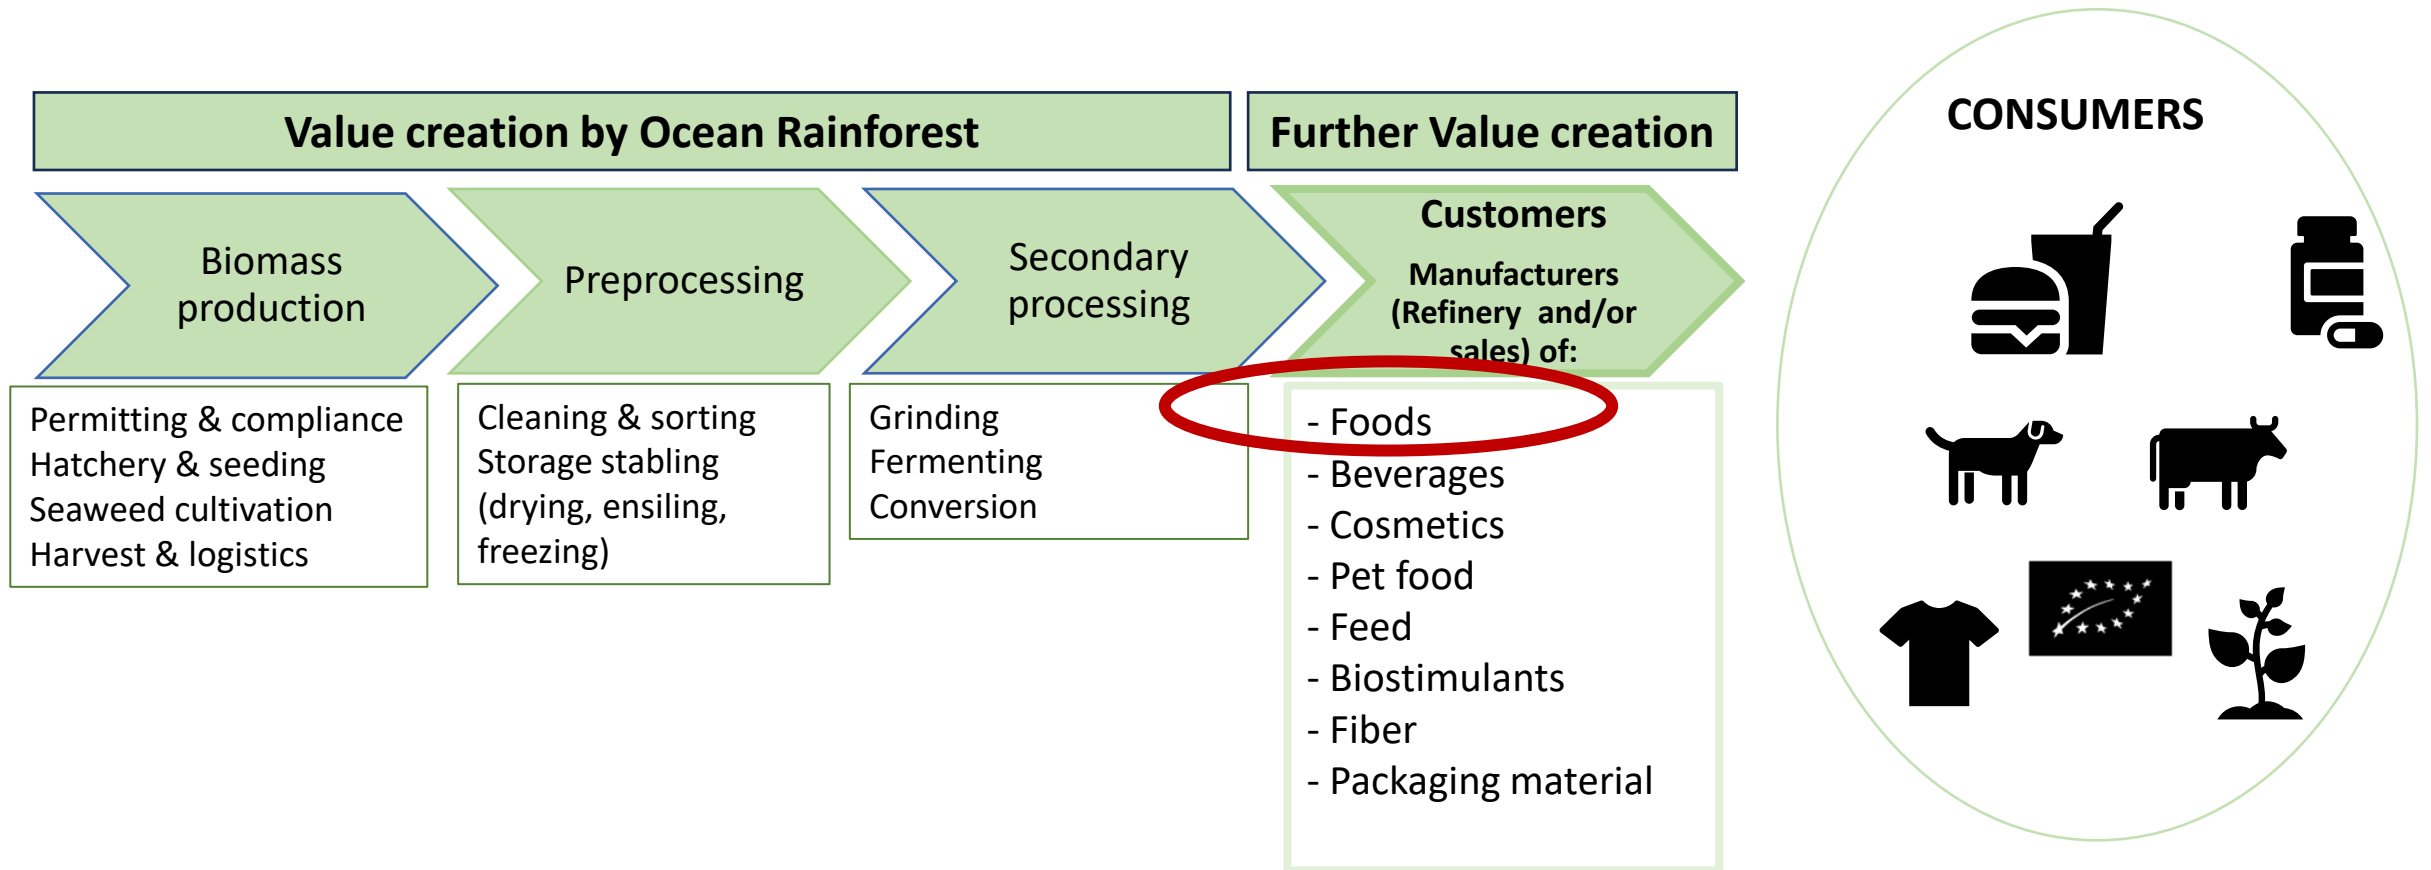 Value creation by Ocean Rainforest
Further Value creation
CONSUMERS
Biomass
production
Preprocessing
Secondary
processing
Customers
Manufacturers
(Refinery and/or
sales) of:
Permitting & compliance
Hatchery & seeding
Seaweed cultivation
Harvest & logistics
Cleaning & sorting
Storage stabling
(drying, ensiling,
freezing)
Grinding
Fermenting
Conversion
- Foods
- Beverages
- Cosmetics
- Pet food
- Feed
- Biostimulants
- Fiber
- Packaging material